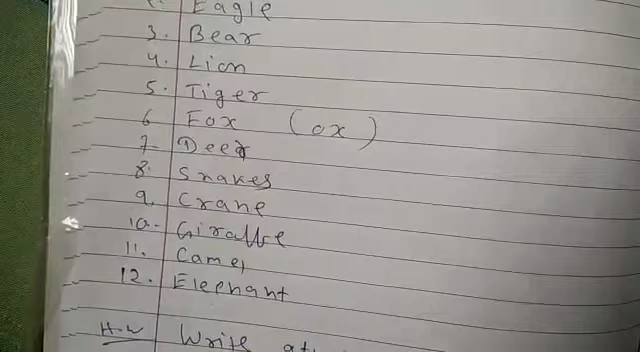 2. Eagle
3. Bear
4. Lion
5. Tiger
6 Fox (ox)
7- Deer
8. Snakes
9. Crane
10. Giraffe
11. Camel
12. Elephant
H.W Write